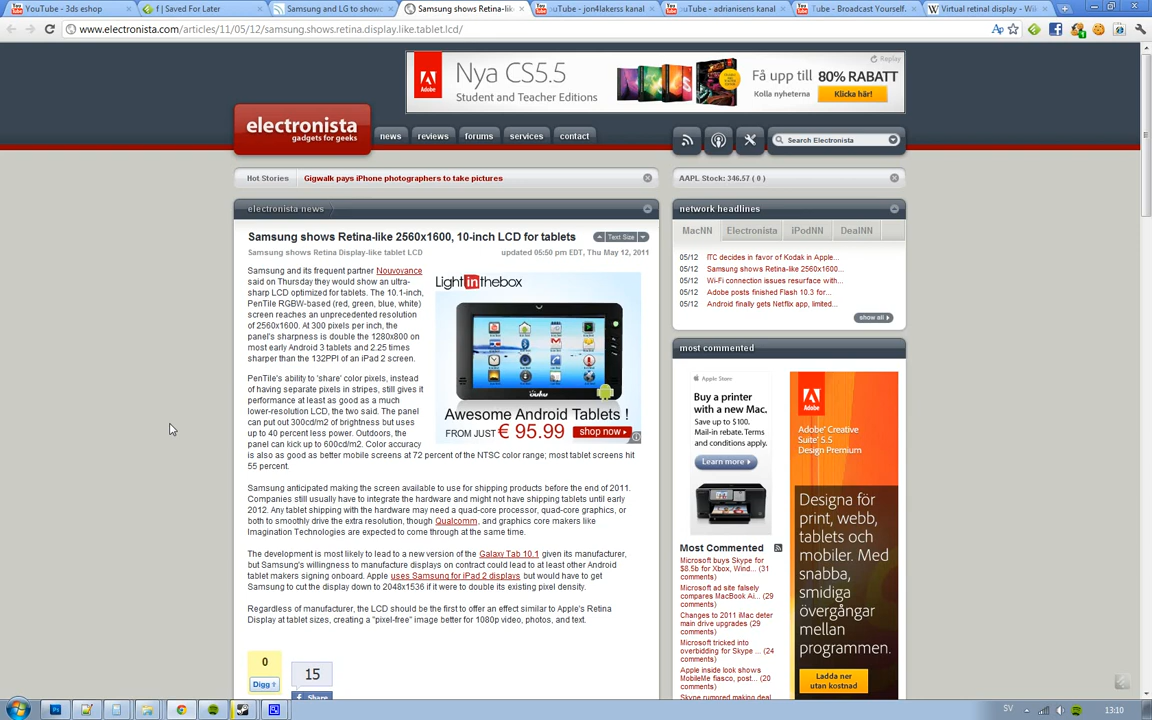 YouTube - 3ds eshop
f | Saved For Later
Samsung and LG to show
Samsung shows Retina-lik
uTube - jon4lakerss kanal
uTube - adrianisens kanal
Tube - Broadcast Yourself.
Virtual retinal display - Wiki
www.electronista.com/articles/11/05/12/samsung.shows.retina.display.like.tablet.lcd/
Replay
Adobe
Nya CS5.5
Student and Teacher Editions
Få upp till 80% RABATT
Kolla nyheterna
Klicka här!
electronista
gadgets for geeks
news
reviews
forums
services
contact
Search Electronista
Hot Stories
Gigwalk pays iPhone photographers to take pictures
AAPL Stock: 346.57 ( 0 )
electronista news
Samsung shows Retina-like 2560x1600, 10-inch LCD for tablets
Text Size
Samsung shows Retina Display-like tablet LCD
updated 05:50 pm EDT, Thu May 12, 2011
Samsung and its frequent partner Nouvoyance
said on Thursday they would show an ultra-
sharp LCD optimized for tablets. The 10.1-inch,
PenTile RGBW-based (red, green, blue, white)
screen reaches an unprecedented resolution
of 2560x1600. At 300 pixels per inch, the
panel's sharpness is double the 1280x800 on
most early Android 3 tablets and 2.25 times
sharper than the 132PPI of an iPad 2 screen.
Light in the box
Awesome Android Tablets !
FROM JUST € 95.99
shop now
PenTile's ability to 'share' color pixels, instead
of having separate pixels in stripes, still gives it
performance at least as good as a much
lower-resolution LCD, the two said. The panel
can put out 300cd/m2 of brightness but uses
up to 40 percent less power. Outdoors, the
panel can kick up to 600cd/m2. Color accuracy
is also as good as better mobile screens at 72 percent of the NTSC color range; most tablet screens hit
55 percent.
Samsung anticipated making the screen available to use for shipping products before the end of 2011.
Companies still usually have to integrate the hardware and might not have shipping tablets until early
2012. Any tablet shipping with the hardware may need a quad-core processor, quad-core graphics, or
both to smoothly drive the extra resolution, though Qualcomm, and graphics core makers like
Imagination Technologies are expected to come through at the same time.
The development is most likely to lead to a new version of the Galaxy Tab 10.1 given its manufacturer,
but Samsung's willingness to manufacture displays on contract could lead to at least other Android
tablet makers signing onboard. Apple uses Samsung for iPad 2 displays but would have to get
Samsung to cut the display down to 2048x1536 if it were to double its existing pixel density.
Regardless of manufacturer, the LCD should be the first to offer an effect similar to Apple's Retina
Display at tablet sizes, creating a "pixel-free" image better for 1080p video, photos, and text.
0
Digg
15
Share
network headlines
MacNN
Electronista
iPodNN
DealNN
05/12 ITC decides in favor of Kodak in Apple...
05/12 Samsung shows Retina-like 2560x1600...
05/12 Wi-Fi connection issues resurface with...
05/12 Adobe posts finished Flash 10.3 for...
05/12 Android finally gets Netflix app, limited...
show all
most commented
Apple Store
Buy a printer
with a new Mac.
Save up to $100.
Mail-in rebate. Terms
and conditions apply.
Learn more
Most Commented
Microsoft buys Skype for
$8.5B for Xbox, Wind... (31
comments)
Microsoft ad site falsely
compares MacBook Ai... (29
comments)
Changes to 2011 iMac deter
main drive upgrades (29
comments)
Microsoft tricked into
overbidding for Skype ... (24
comments)
Apple inside look shows
MobileMe fiasco, post... (20
comments)
Skype rumored making deal
Adobe
Adobe® Creative
Suite® 5.5
Design Premium
Designa för
print, webb,
tablets och
mobiler. Med
snabba,
smidiga
övergångar
mellan
programmen.
Ladda ner
utan kostnad
SV
13:10